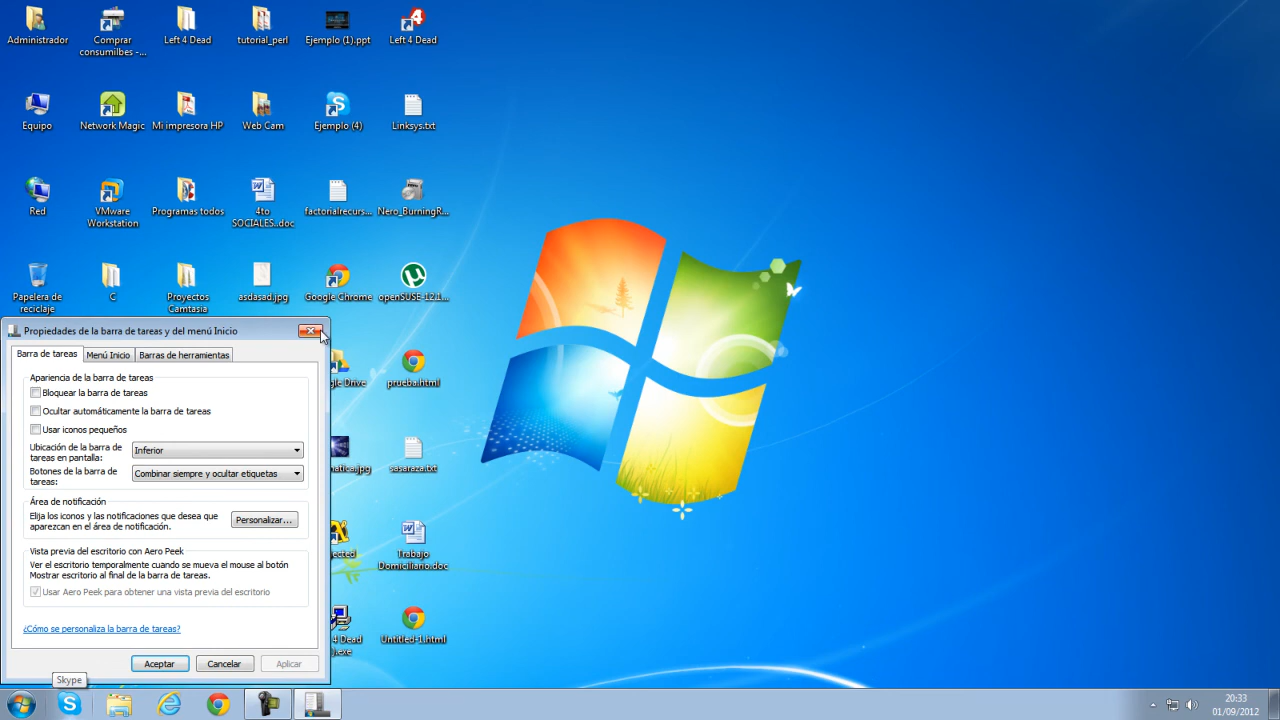 Administrador
Comprar
consumilbes -...
Left 4 Dead
tutorial_perl
Ejemplo (1).ppt
Left 4 Dead
Equipo
Network Magic
Mi impresora HP
Web Cam
Ejemplo (4)
Linksys.txt
Red
VMware
Workstation
Programas todos
4to
SOCIALES..doc
factorialrecurs...
Nero_BurningR...
Papelera de
reciclaje
C
Proyectos
Camtasia
asdasad.jpg
Google Chrome
openSUSE-12.1...
Propiedades de la barra de tareas y del menú Inicio
Barra de tareas
Menú Inicio
Barras de herramientas
Apariencia de la barra de tareas
Bloquear la barra de tareas
Ocultar automáticamente la barra de tareas
Usar iconos pequeños
Ubicación de la barra de
tareas en pantalla:
Inferior
Botones de la barra de
tareas:
Combinar siempre y ocultar etiquetas
Área de notificación
Elija los iconos y las notificaciones que desea que
aparezcan en el área de notificación.
Personalizar...
Vista previa del escritorio con Aero Peek
Ver el escritorio temporalmente cuando se mueva el mouse al botón
Mostrar escritorio al final de la barra de tareas.
Usar Aero Peek para obtener una vista previa del escritorio
¿Cómo se personaliza la barra de tareas?
Aceptar
Cancelar
Aplicar
gle Drive
prueba.html
natica.jpg
sasaraza.txt
ected
Trabajo
Domiciliario.doc
4 Dead
).exe
Untitled-1.html
Skype
20:33
01/09/2012